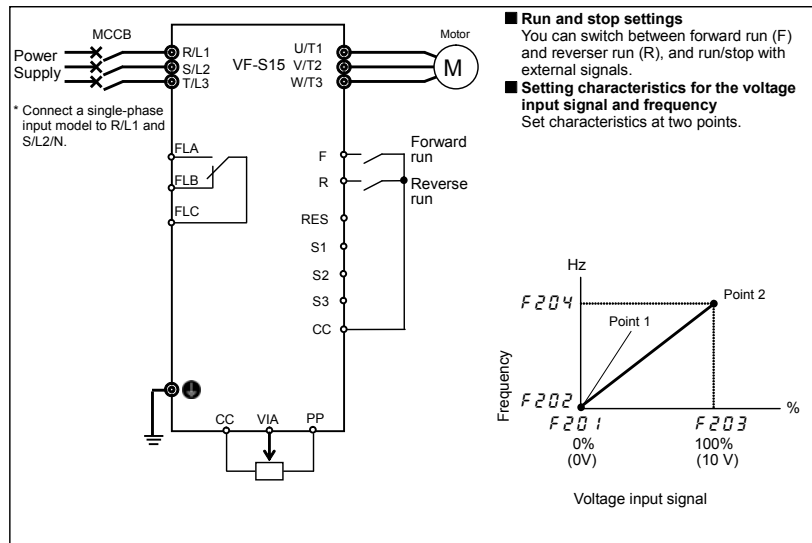 MCCB
Power
Supply
R/L1
S/L2
T/L3
VF-S15
U/T1
V/T2
W/T3
Motor
M
* Connect a single-phase
input model to R/L1 and
S/L2/N.
FLA
FLB
FLC
F
R
RES
S1
S2
S3
CC
Forward
run
Reverse
run
CC VIA PP
■ Run and stop settings
You can switch between forward run (F)
and reverser run (R), and run/stop with
external signals.
■ Setting characteristics for the voltage
input signal and frequency
Set characteristics at two points.
Hz
F204
Point 2
Point 1
Frequency
F202
%
F201 F203
0% 100%
(0V) (10 V)
Voltage input signal